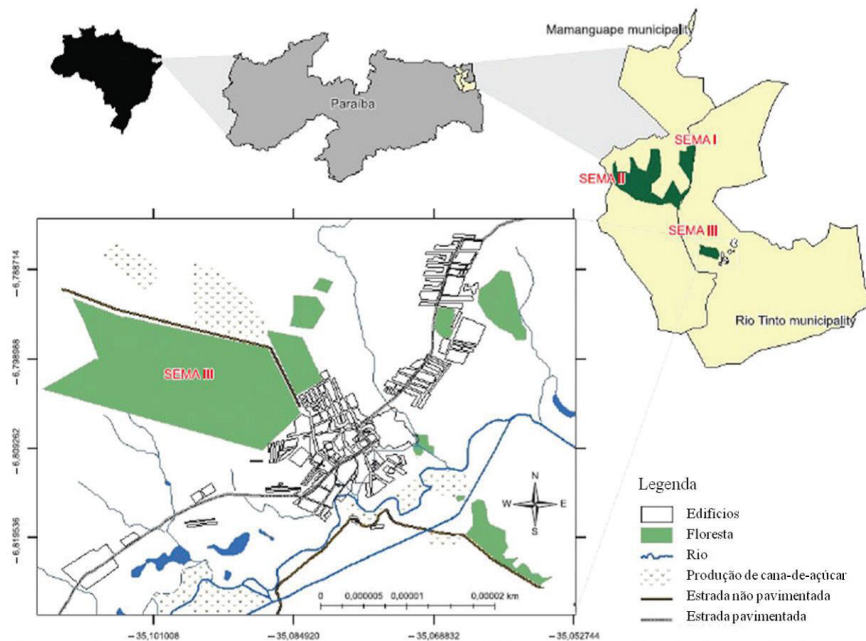 Mamanguape municipality
Paraíba
SEMA I
SEMA II
SEMA III
Rio Tinto municipality
−6,788714
−6,798988
−6,809262
−6,819536
SEMA III
N
W E
S
0 0,000005 0,00001 0,00002 km
−35,101008 −35,084920 −35,068832 −35,052744
Legenda
Edifícios
Floresta
Rio
Produção de cana-de-açúcar
Estrada não pavimentada
Estrada pavimentada